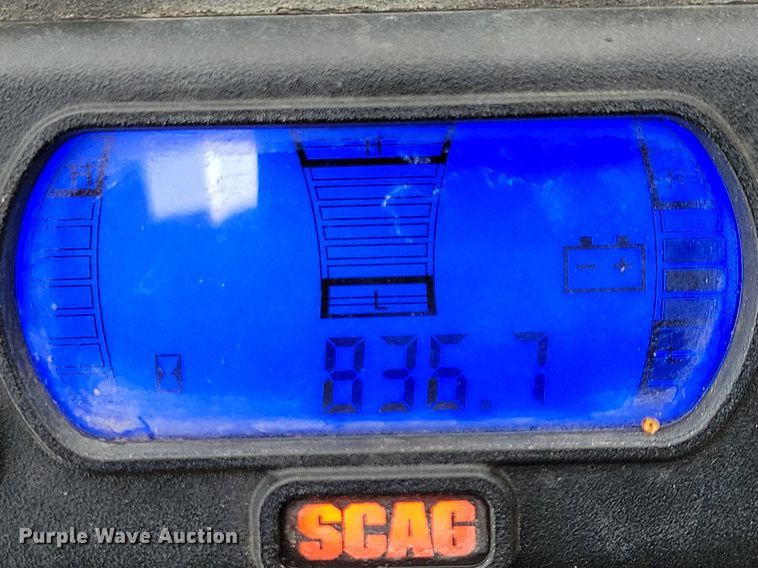 H
L
- +
836.7
SCAG
Purple Wave Auction®